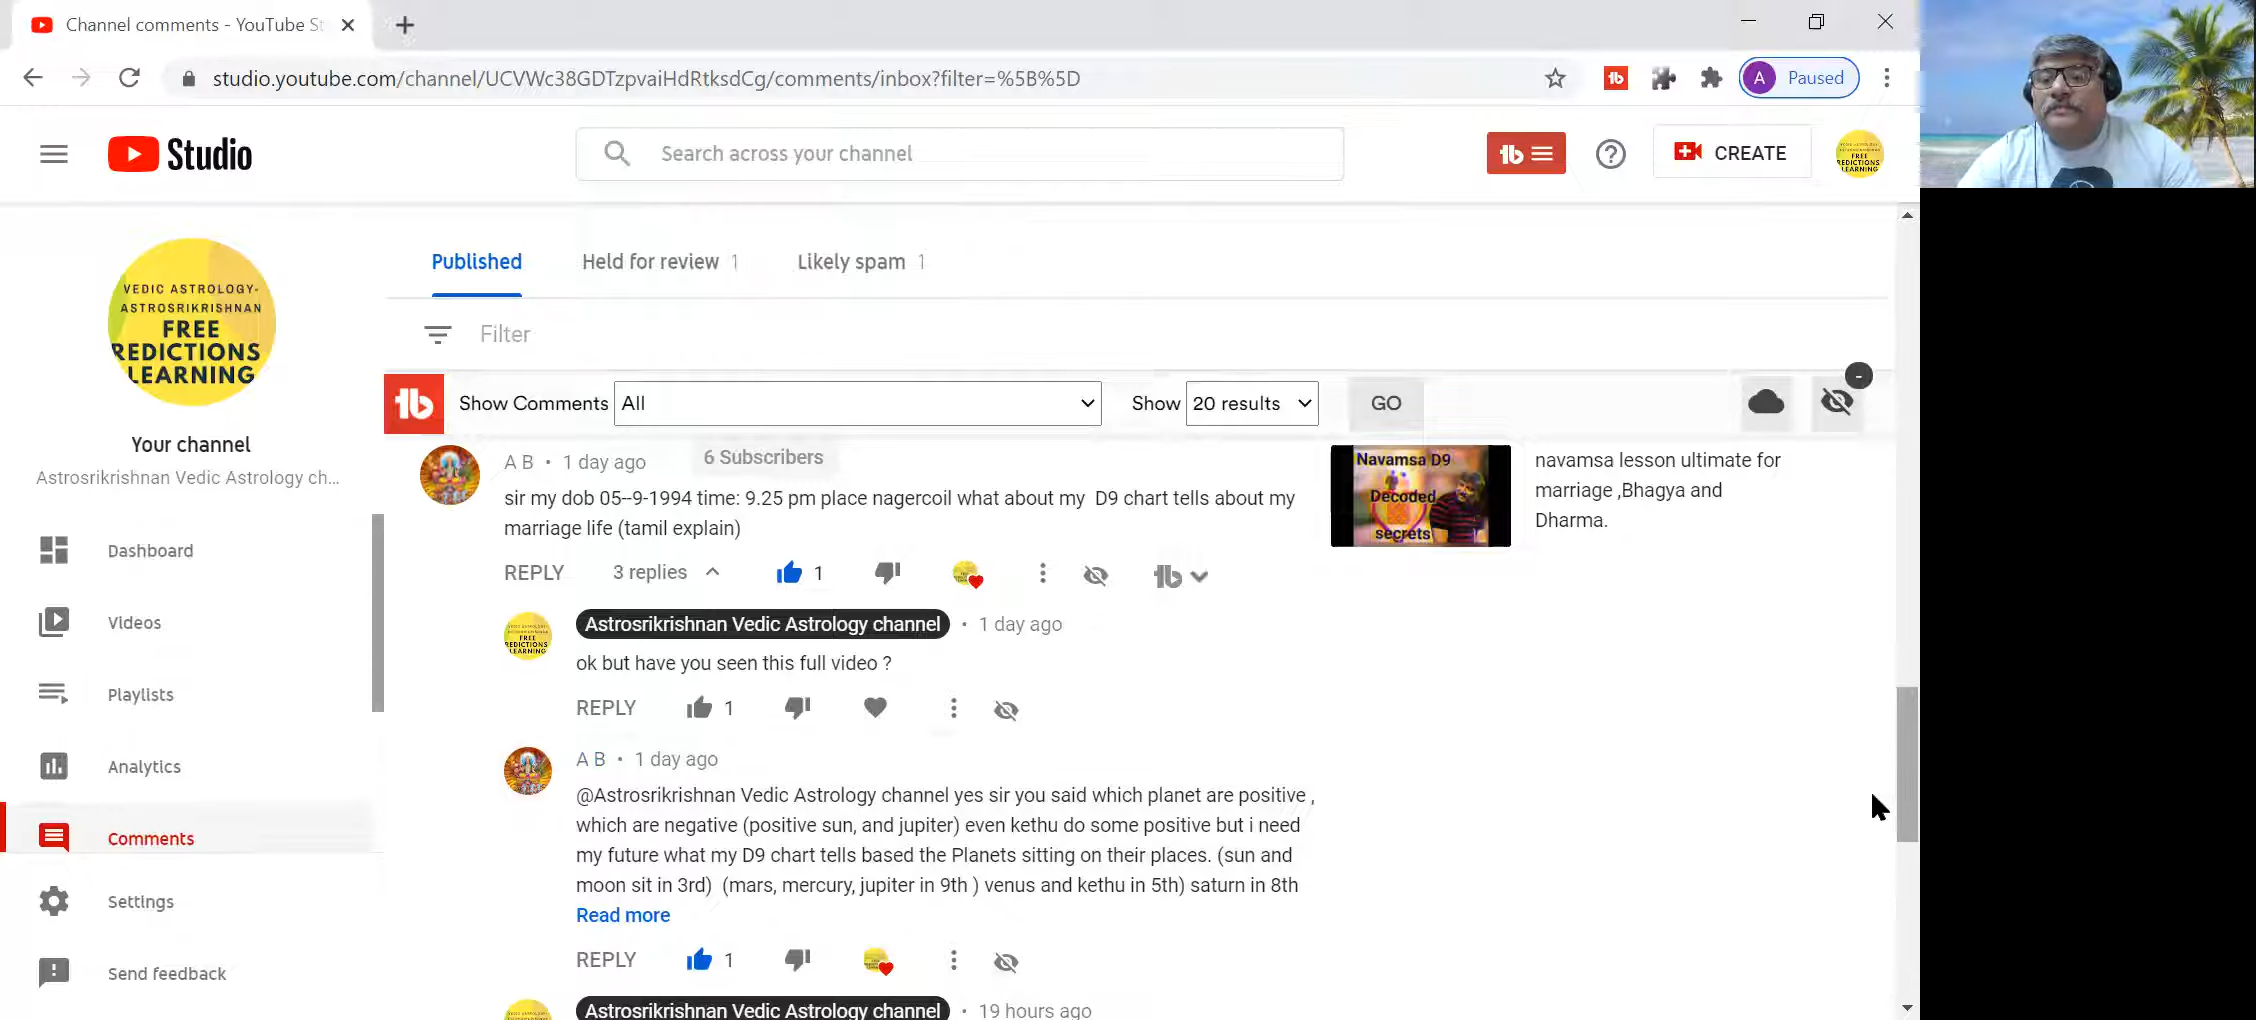 Channel comments - YouTube St
studio.youtube.com/channel/UCVWc38GDTzpvaiHdRtksdCg/comments/inbox?filter=%5B%5D
A Paused
Studio
Search across your channel
CREATE
FREE
REDICTIONS
LEARNING
VEDIC ASTROLOGY-
ASTROSRIKRISHNAN
FREE
REDICTIONS
LEARNING
Your channel
Astrosrikrishnan Vedic Astrology ch...
Dashboard
Videos
Playlists
Analytics
Comments
Settings
Send feedback
Published
Held for review 1
Likely spam 1
Filter
Show Comments All
Show 20 results
GO
A B • 1 day ago
6 Subscribers
sir my dob 05--9-1994 time: 9.25 pm place nagercoil what about my D9 chart tells about my
marriage life (tamil explain)
REPLY 3 replies 1
Navamsa D9
Decoded
secrets
navamsa lesson ultimate for
marriage ,Bhagya and
Dharma.
Astrosrikrishnan Vedic Astrology channel • 1 day ago
ok but have you seen this full video ?
REPLY 1
A B • 1 day ago
@Astrosrikrishnan Vedic Astrology channel yes sir you said which planet are positive ,
which are negative (positive sun, and jupiter) even kethu do some positive but i need
my future what my D9 chart tells based the Planets sitting on their places. (sun and
moon sit in 3rd) (mars, mercury, jupiter in 9th ) venus and kethu in 5th) saturn in 8th
Read more
REPLY 1
Astrosrikrishnan Vedic Astrology channel • 19 hours ago